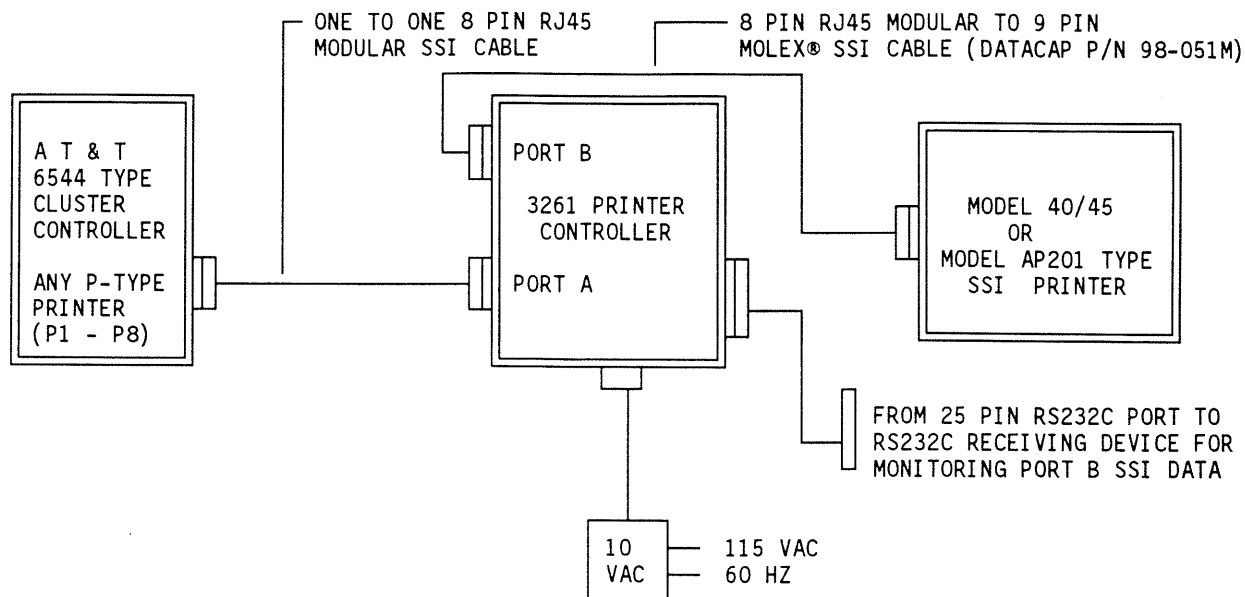 ONE TO ONE 8 PIN RJ45
MODULAR SSI CABLE
8 PIN RJ45 MODULAR TO 9 PIN
MOLEX® SSI CABLE (DATACAP P/N 98-051M)
A T & T
6544 TYPE
CLUSTER
CONTROLLER
ANY P-TYPE
PRINTER
(P1 - P8)
PORT B
3261 PRINTER
CONTROLLER
PORT A
MODEL 40/45
OR
MODEL AP201 TYPE
SSI PRINTER
FROM 25 PIN RS232C PORT TO
RS232C RECEIVING DEVICE FOR
MONITORING PORT B SSI DATA
10
VAC
115 VAC
60 HZ